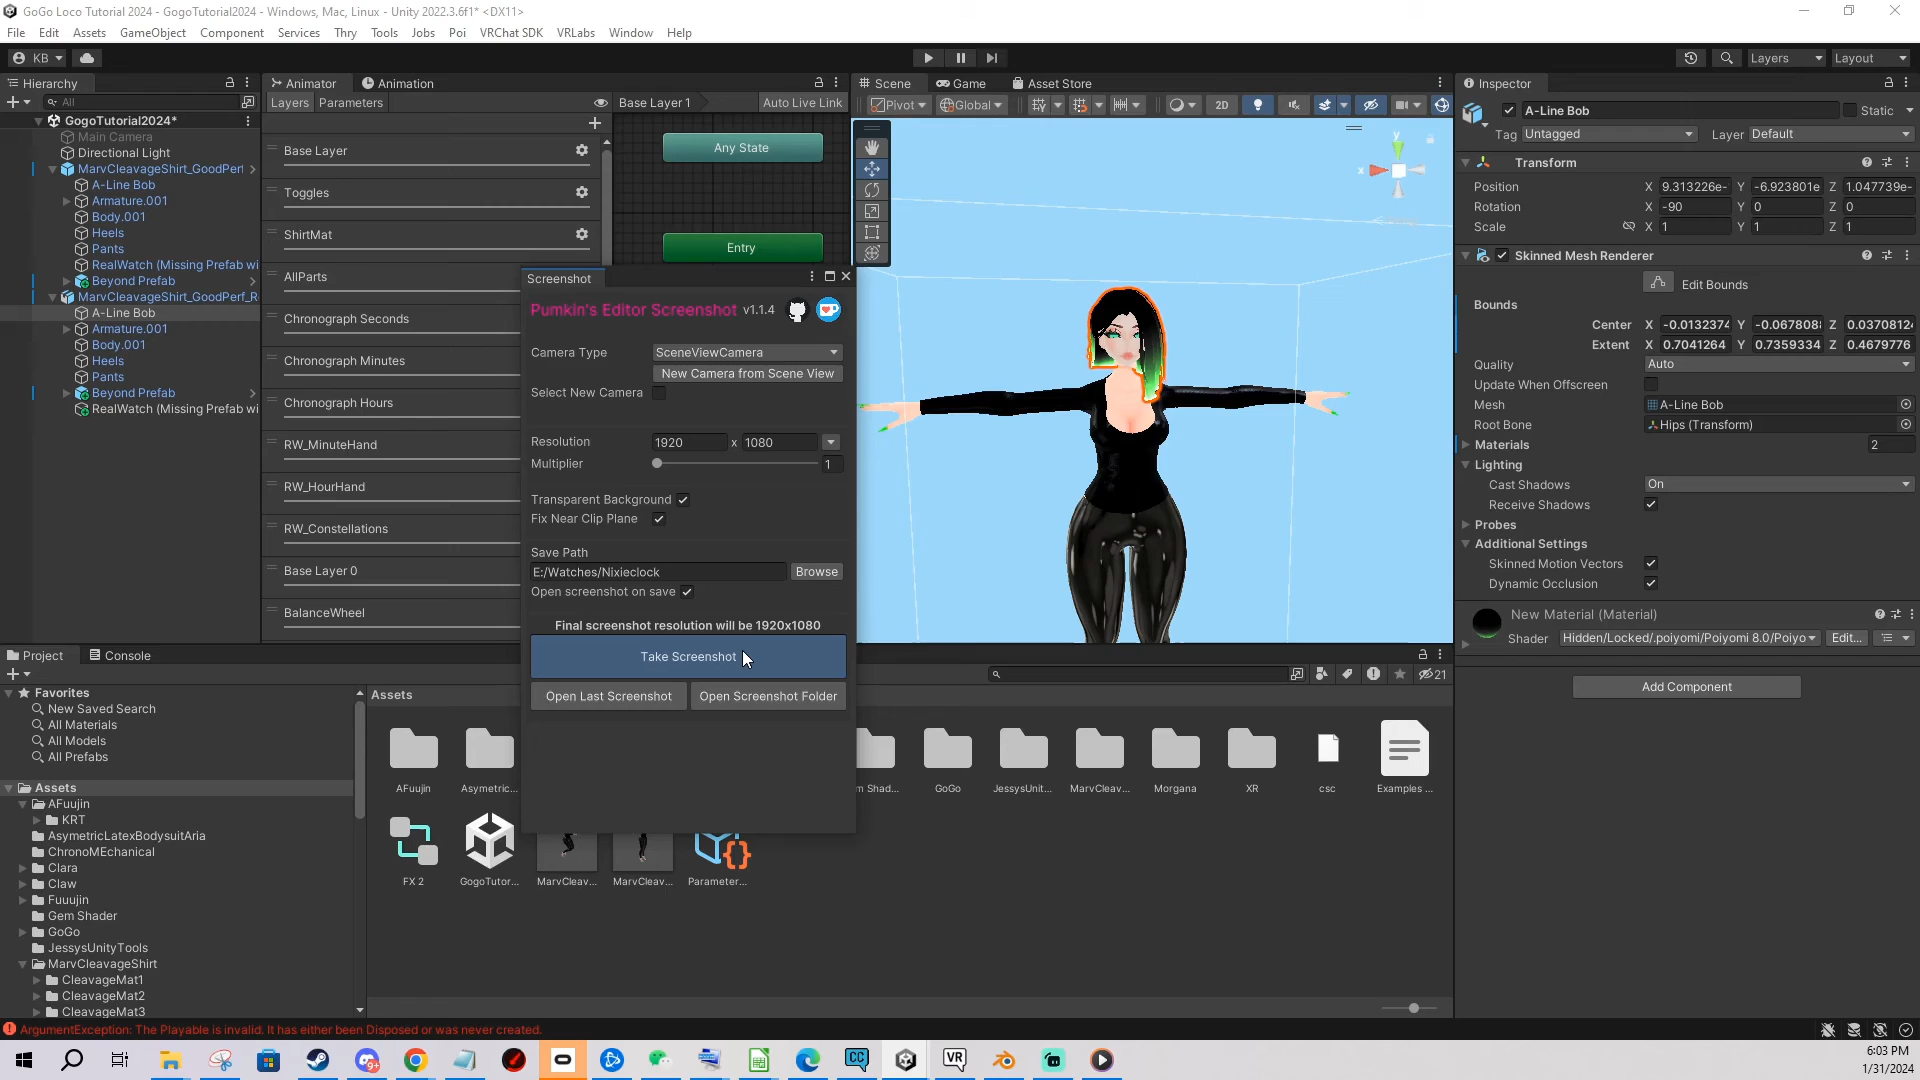 GoGo Loco Tutorial 2024 - GogoTutorial2024 - Windows, Mac, Linux - Unity 2022.3.6f1* <DX11>
File Edit Assets GameObject Component Services Thry Tools Jobs Poi VRChat SDK VRLabs Window Help
KB
Layers Layout
Hierarchy
All
GogoTutorial2024*
Main Camera
Directional Light
MarvCleavageShirt_GoodPerf
A-Line Bob
Armature.001
Body.001
Heels
Pants
RealWatch (Missing Prefab wi
Beyond Prefab
MarvCleavageShirt_GoodPerf_R
A-Line Bob
Armature.001
Body.001
Heels
Pants
Beyond Prefab
RealWatch (Missing Prefab wi
Animator Animation
Layers Parameters
Base Layer 1
Auto Live Link
Base Layer
Toggles
ShirtMat
AllParts
Chronograph Seconds
Chronograph Minutes
Chronograph Hours
RW_MinuteHand
RW_HourHand
RW_Constellations
Base Layer 0
BalanceWheel
Any State
Entry
Screenshot
Pumkin's Editor Screenshot v1.1.4
Camera Type SceneViewCamera
New Camera from Scene View
Select New Camera
Resolution 1920 x 1080
Multiplier 1
Transparent Background
Fix Near Clip Plane
Save Path
E:/Watches/Nixieclock Browse
Open screenshot on save
Final screenshot resolution will be 1920x1080
Take Screenshot
Open Last Screenshot Open Screenshot Folder
Scene Game Asset Store
Pivot Global 2D
y
x
Inspector
A-Line Bob Static
Tag Untagged Layer Default
Transform
Position X 9.313226e- Y -6.923801e Z 1.047739e-
Rotation X -90 Y 0 Z 0
Scale X 1 Y 1 Z 1
Skinned Mesh Renderer
Edit Bounds
Bounds
Center X -0.0132374 Y -0.067808 Z 0.0370812
Extent X 0.7041264 Y 0.7359334 Z 0.4679776
Quality Auto
Update When Offscreen
Mesh A-Line Bob
Root Bone Hips (Transform)
Materials 2
Lighting
Cast Shadows On
Receive Shadows
Probes
Additional Settings
Skinned Motion Vectors
Dynamic Occlusion
New Material (Material)
Shader Hidden/Locked/.poiyomi/Poiyomi 8.0/Poiyo Edit...
Add Component
Project Console
21
Favorites
New Saved Search
All Materials
All Models
All Prefabs
Assets
AFuujin
KRT
AsymetricLatexBodysuitAria
ChronoMEchanical
Clara
Claw
Fuuujin
Gem Shader
GoGo
JessysUnityTools
MarvCleavageShirt
CleavageMat1
CleavageMat2
CleavageMat3
Assets
AFuujin Asymetric... m Shad... GoGo JessysUnit... MarvCleav... Morgana XR csc Examples ...
FX 2 GogoTutor... MarvCleav... MarvCleav... Parameter...
ArgumentException: The Playable is invalid. It has either been Disposed or was never created.
9+
CC
VR
6:03 PM
1/31/2024